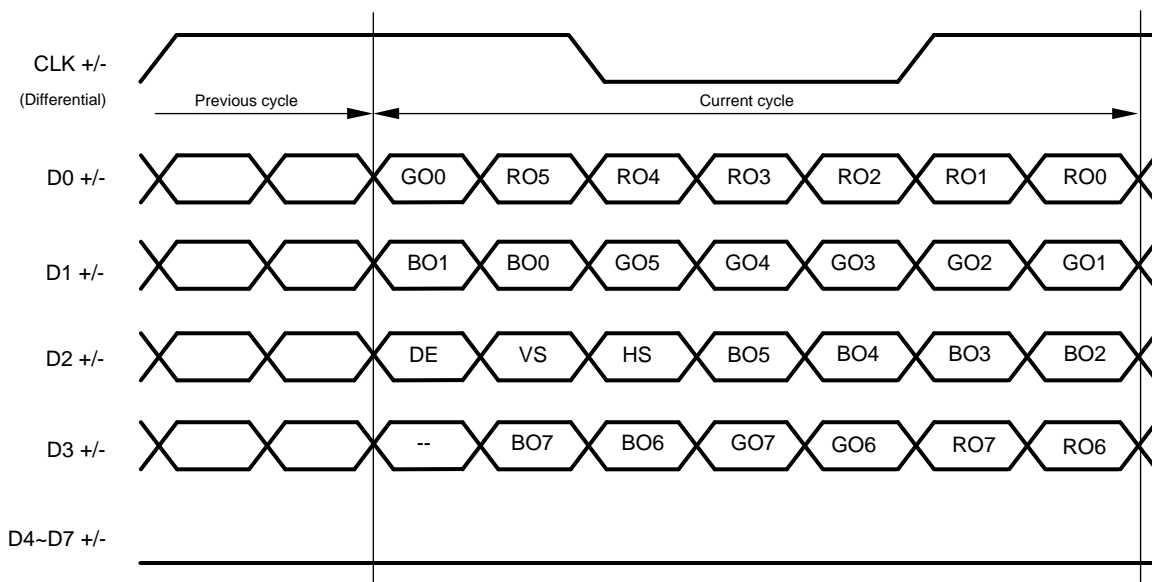 CLK +/-
(Differential)
Previous cycle
Current cycle
D0 +/-
GO0 RO5 RO4 RO3 RO2 RO1 RO0
D1 +/-
BO1 BO0 GO5 GO4 GO3 GO2 GO1
D2 +/-
DE VS HS BO5 BO4 BO3 BO2
D3 +/-
-- BO7 BO6 GO7 GO6 RO7 RO6
D4~D7 +/-